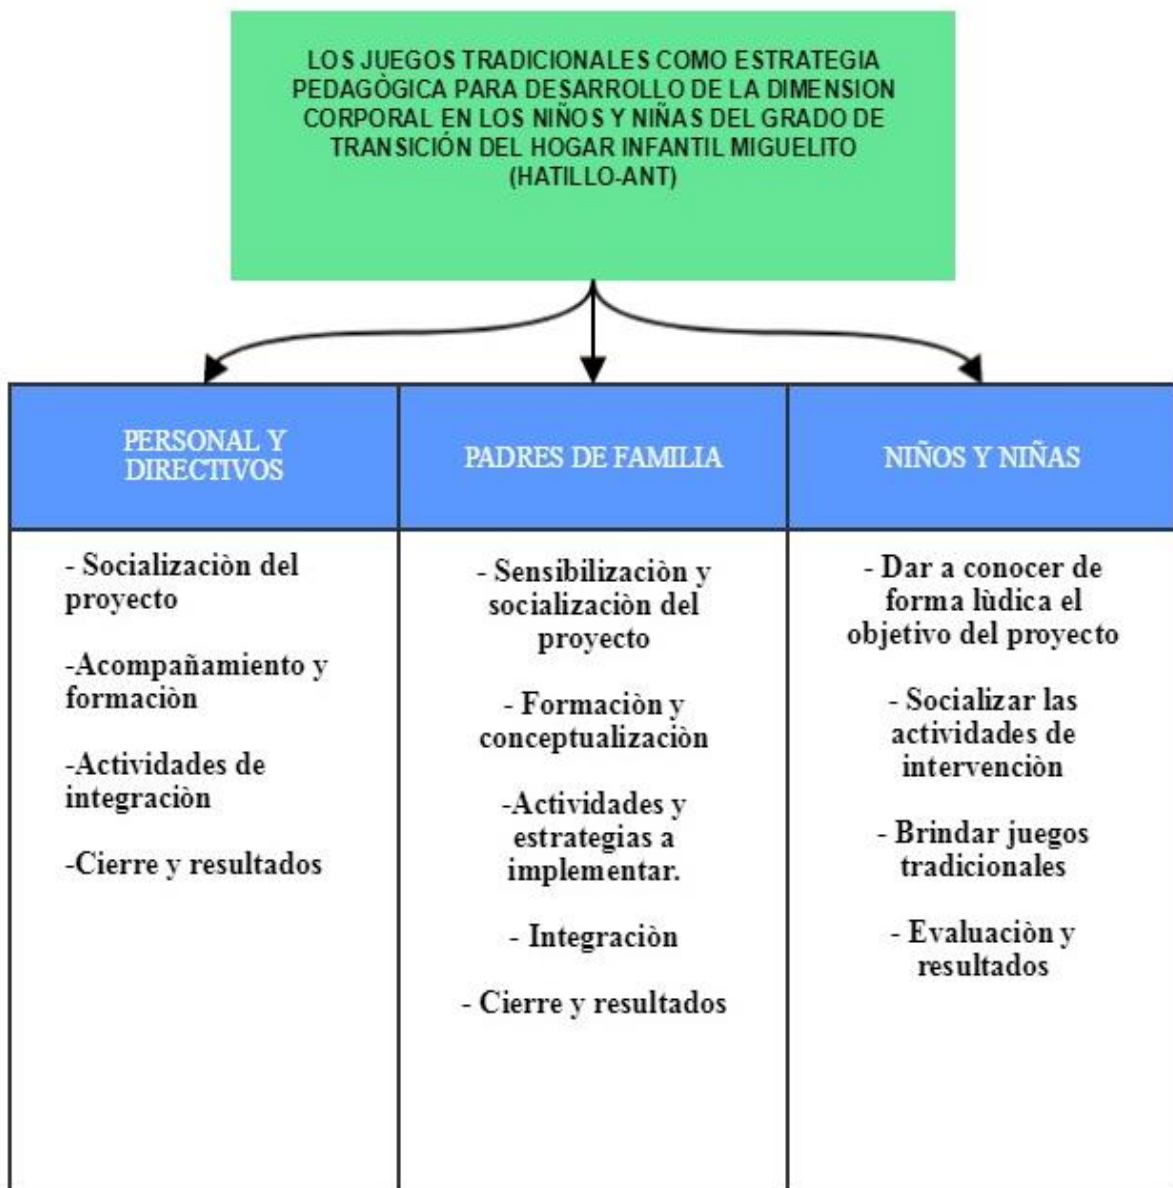 LOS JUEGOS TRADICIONALES COMO ESTRATEGIA
PEDAGÒGICA PARA DESARROLLO DE LA DIMENSION
CORPORAL EN LOS NIÑOS Y NIÑAS DEL GRADO DE
TRANSICIÓN DEL HOGAR INFANTIL MIGUELITO
(HATILLO-ANT)
PERSONAL Y
DIRECTIVOS
- Socializaciòn del
proyecto
-Acompañamiento y
formaciòn
-Actividades de
integraciòn
-Cierre y resultados
PADRES DE FAMILIA
- Sensibilizaciòn y
socializaciòn del
proyecto
- Formaciòn y
conceptualizaciòn
-Actividades y
estrategias a
implementar.
- Integraciòn
- Cierre y resultados
NIÑOS Y NIÑAS
- Dar a conocer de
forma lùdica el
objetivo del proyecto
- Socializar las
actividades de
intervenciòn
- Brindar juegos
tradicionales
- Evaluaciòn y
resultados